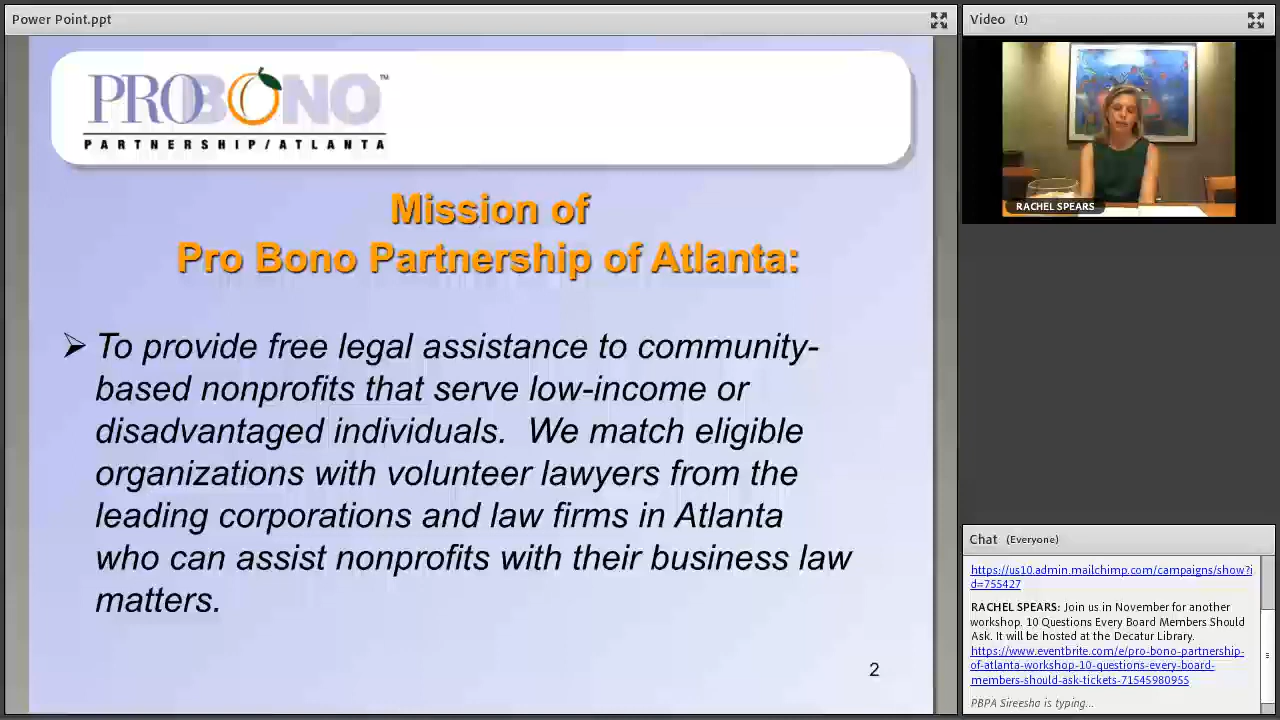 Power Point.ppt
PROBONO™
PARTNERSHIP/ATLANTA
Mission of
Pro Bono Partnership of Atlanta:
➢ To provide free legal assistance to community-
based nonprofits that serve low-income or
disadvantaged individuals.  We match eligible
organizations with volunteer lawyers from the
leading corporations and law firms in Atlanta
who can assist nonprofits with their business law
matters.
2
Video (1)
RACHEL SPEARS
Chat (Everyone)
https://us10.admin.mailchimp.com/campaigns/show?i
d=755427
RACHEL SPEARS: Join us in November for another
workshop. 10 Questions Every Board Members Should
Ask. It will be hosted at the Decatur Library.
https://www.eventbrite.com/e/pro-bono-partnership-
of-atlanta-workshop-10-questions-every-board-
members-should-ask-tickets-71545980955
PBPA Sireesha is typing...